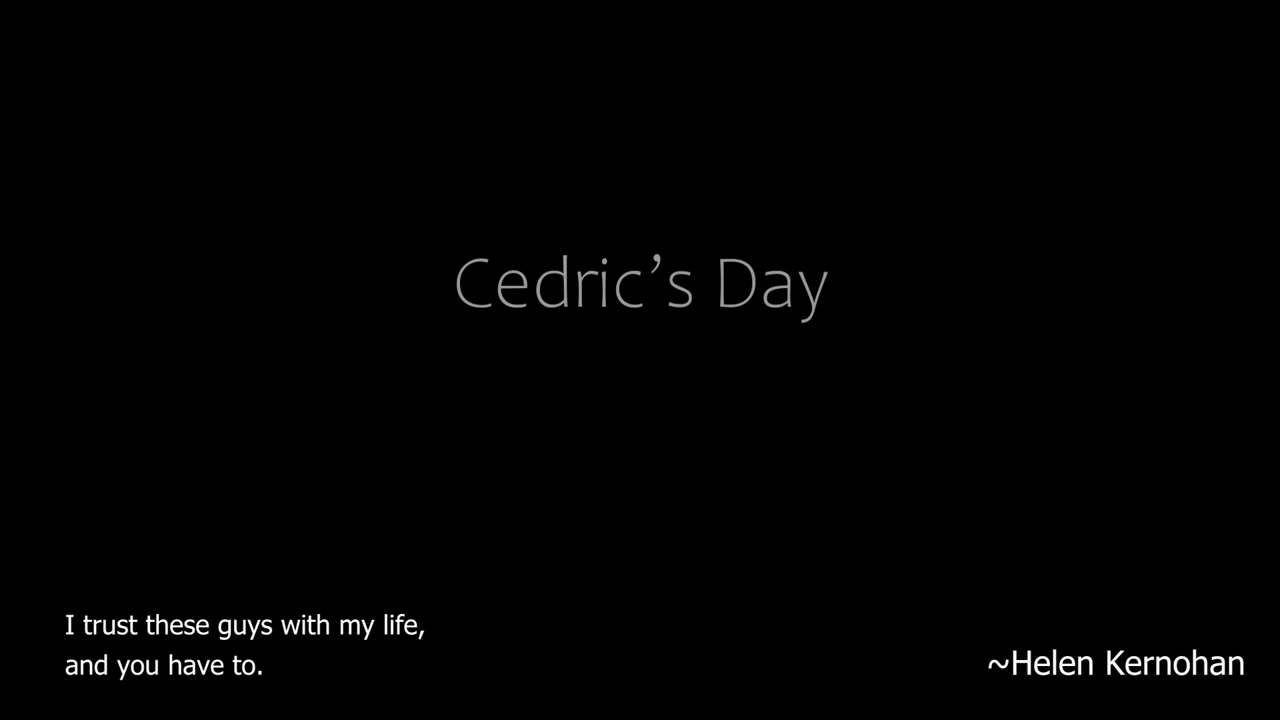 Cedric’s Day
I trust these guys with my life,
and you have to.
~Helen Kernohan